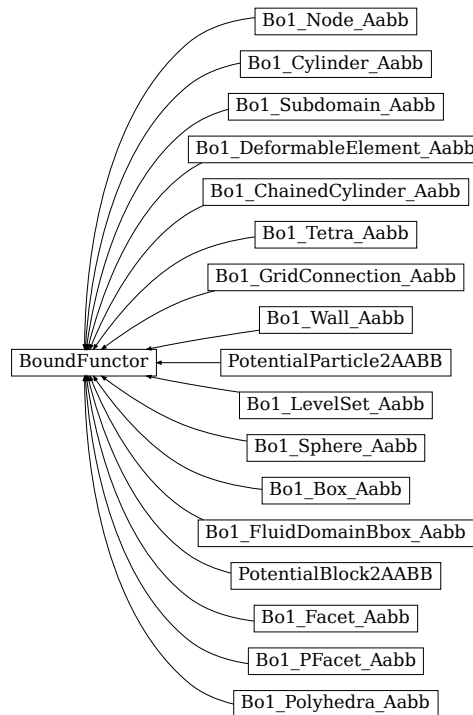 Bo1_Node_Aabb
Bo1_Cylinder_Aabb
Bo1_Subdomain_Aabb
Bo1_DeformableElement_Aabb
Bo1_ChainedCylinder_Aabb
Bo1_Tetra_Aabb
Bo1_GridConnection_Aabb
Bo1_Wall_Aabb
BoundFunctor
PotentialParticle2AABB
Bo1_LevelSet_Aabb
Bo1_Sphere_Aabb
Bo1_Box_Aabb
Bo1_FluidDomainBbox_Aabb
PotentialBlock2AABB
Bo1_Facet_Aabb
Bo1_PFacet_Aabb
Bo1_Polyhedra_Aabb